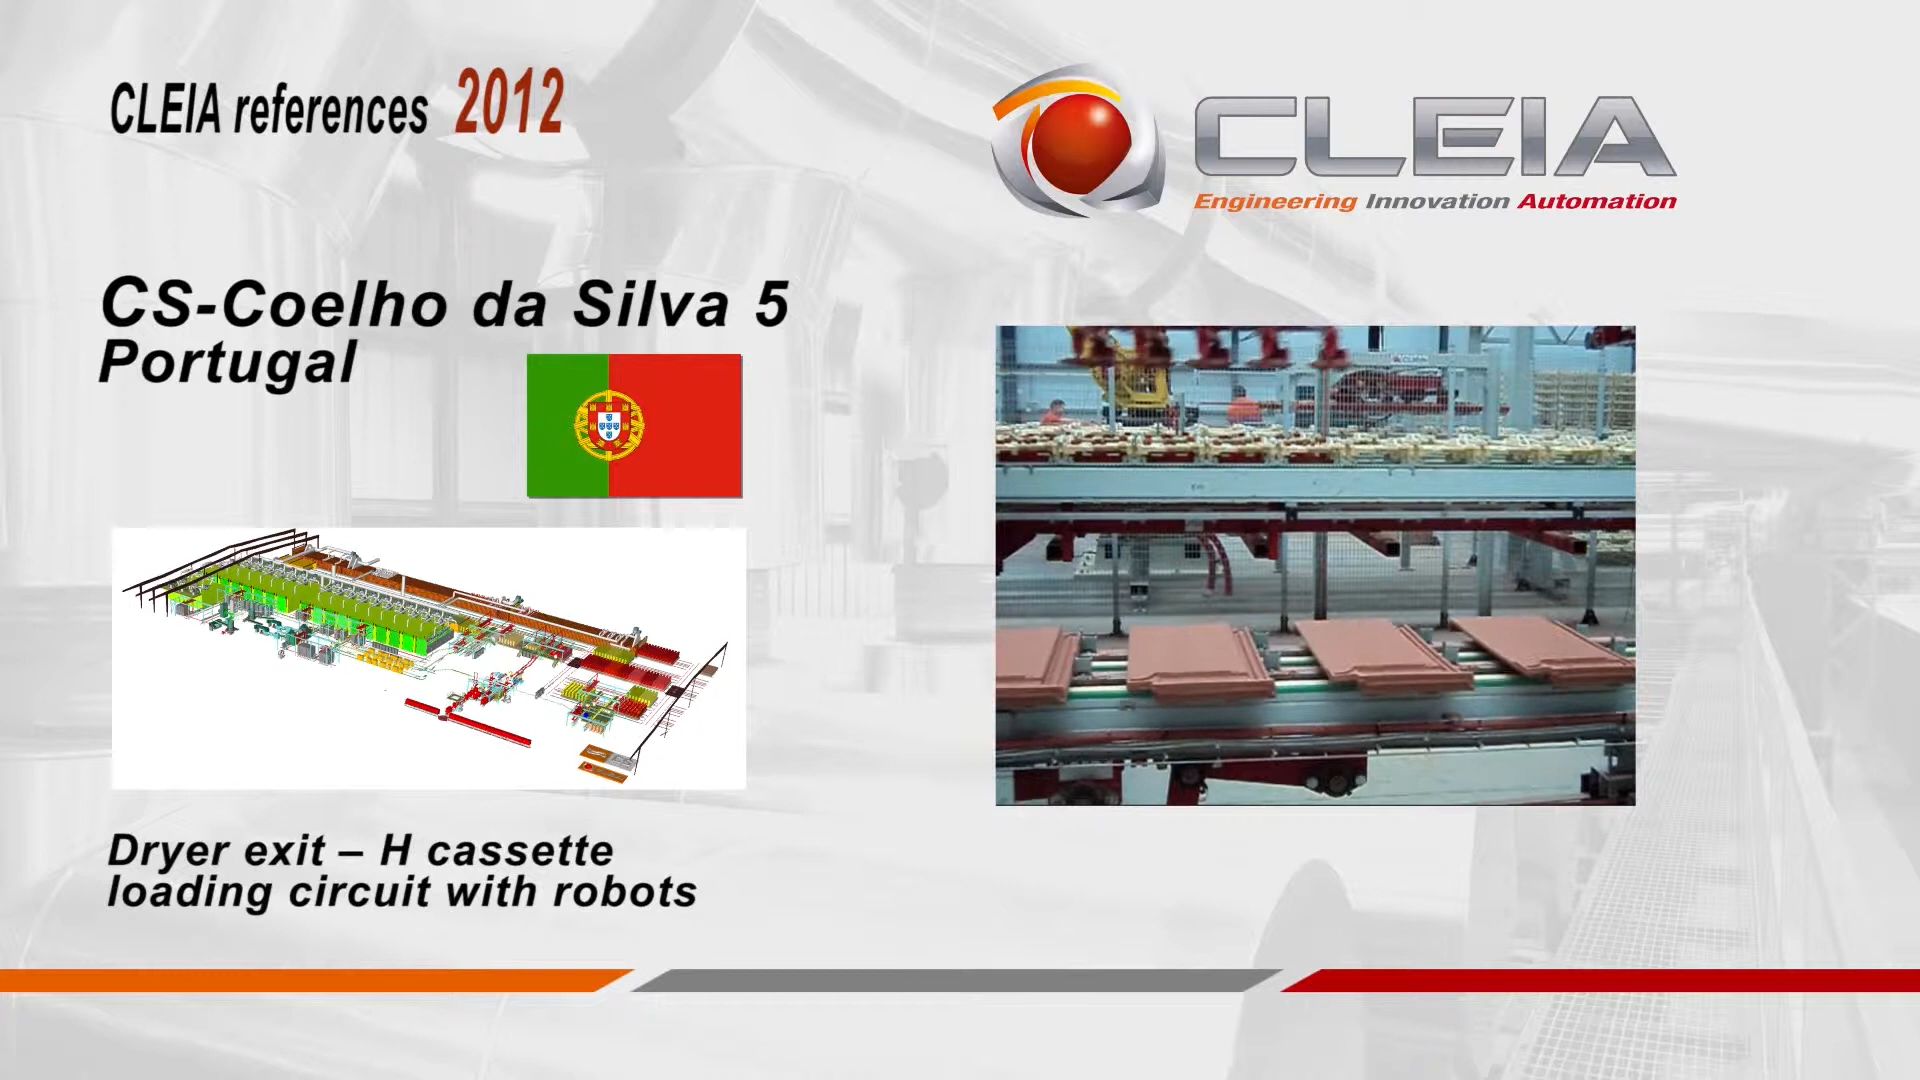 CLEIA references 2012
CLEIA
Engineering Innovation Automation
CS-Coelho da Silva 5
Portugal
Dryer exit – H cassette
loading circuit with robots